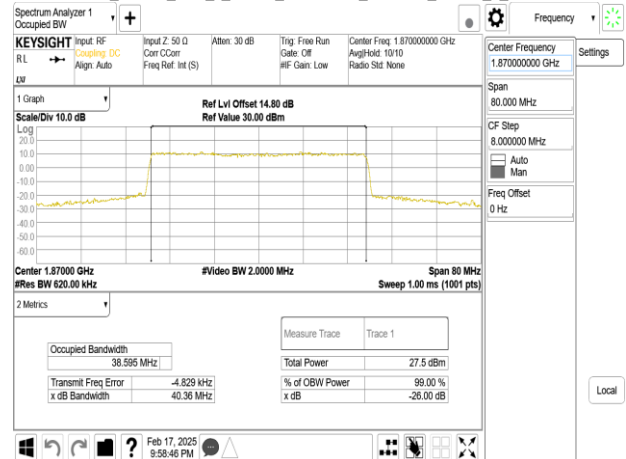 Spectrum Analyzer 1
Occupied BW
+
Frequency
KEYSIGHT
RL
LXI
Input: RF
Coupling: DC
Align: Auto
Input Z: 50 Ω
Corr CCorr
Freq Ref: Int (S)
Atten: 30 dB
Trig: Free Run
Gate: Off
#IF Gain: Low
Center Freq: 1.870000000 GHz
Avg|Hold: 10/10
Radio Std: None
Center Frequency
1.870000000 GHz
Settings
Span
80.000 MHz
CF Step
8.000000 MHz
Auto
Man
Freq Offset
0 Hz
Local
1 Graph
Scale/Div 10.0 dB
Ref Lvl Offset 14.80 dB
Ref Value 30.00 dBm
Log
20.0
10.0
0.00
-10.0
-20.0
-30.0
-40.0
-50.0
-60.0
Center 1.87000 GHz
#Res BW 620.00 kHz
#Video BW 2.0000 MHz
Span 80 MHz
Sweep 1.00 ms (1001 pts)
2 Metrics
Measure Trace Trace 1
Occupied Bandwidth
38.595 MHz
Total Power 27.5 dBm
Transmit Freq Error -4.829 kHz
% of OBW Power 99.00 %
x dB Bandwidth 40.36 MHz
x dB -26.00 dB
?
Feb 17, 2025
9:58:46 PM